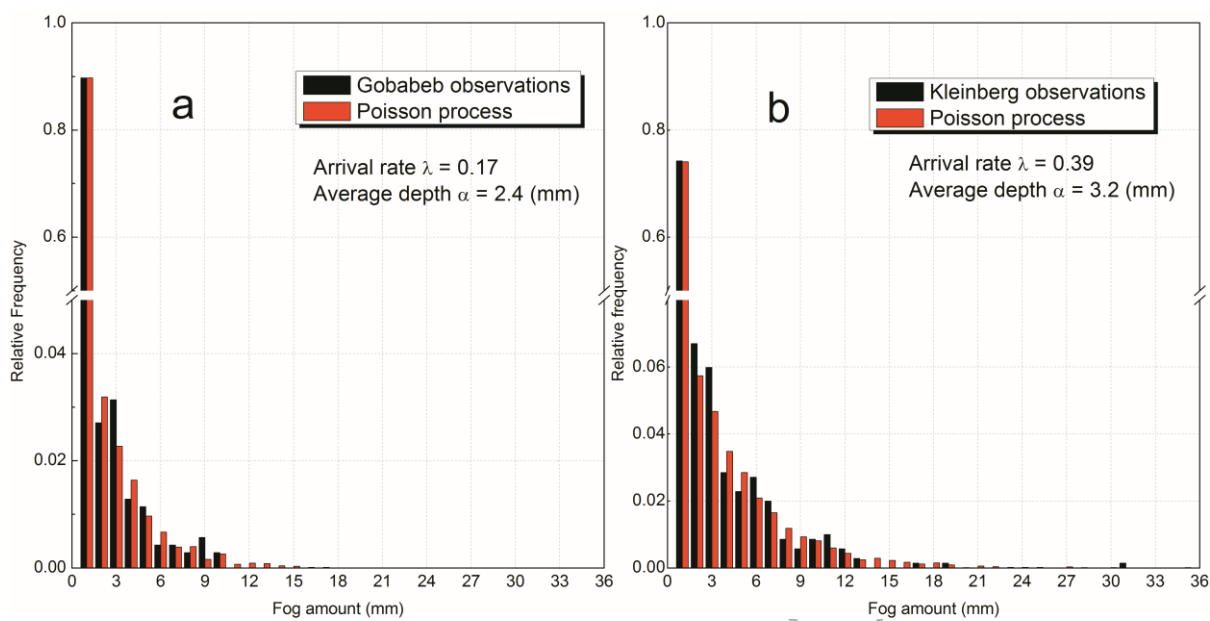 1.0
0.8
0.6
0.04
0.02
0.00
Relative Frequency
a
Gobabeb observations
Poisson process
Arrival rate λ = 0.17
Average depth α = 2.4 (mm)
0 3 6 9 12 15 18 21 24 27 30 33 36
Fog amount (mm)
1.0
0.8
0.6
0.06
0.04
0.02
0.00
Relative frequency
b
Kleinberg observations
Poisson process
Arrival rate λ = 0.39
Average depth α = 3.2 (mm)
0 3 6 9 12 15 18 21 24 27 30 33 36
Fog amount (mm)